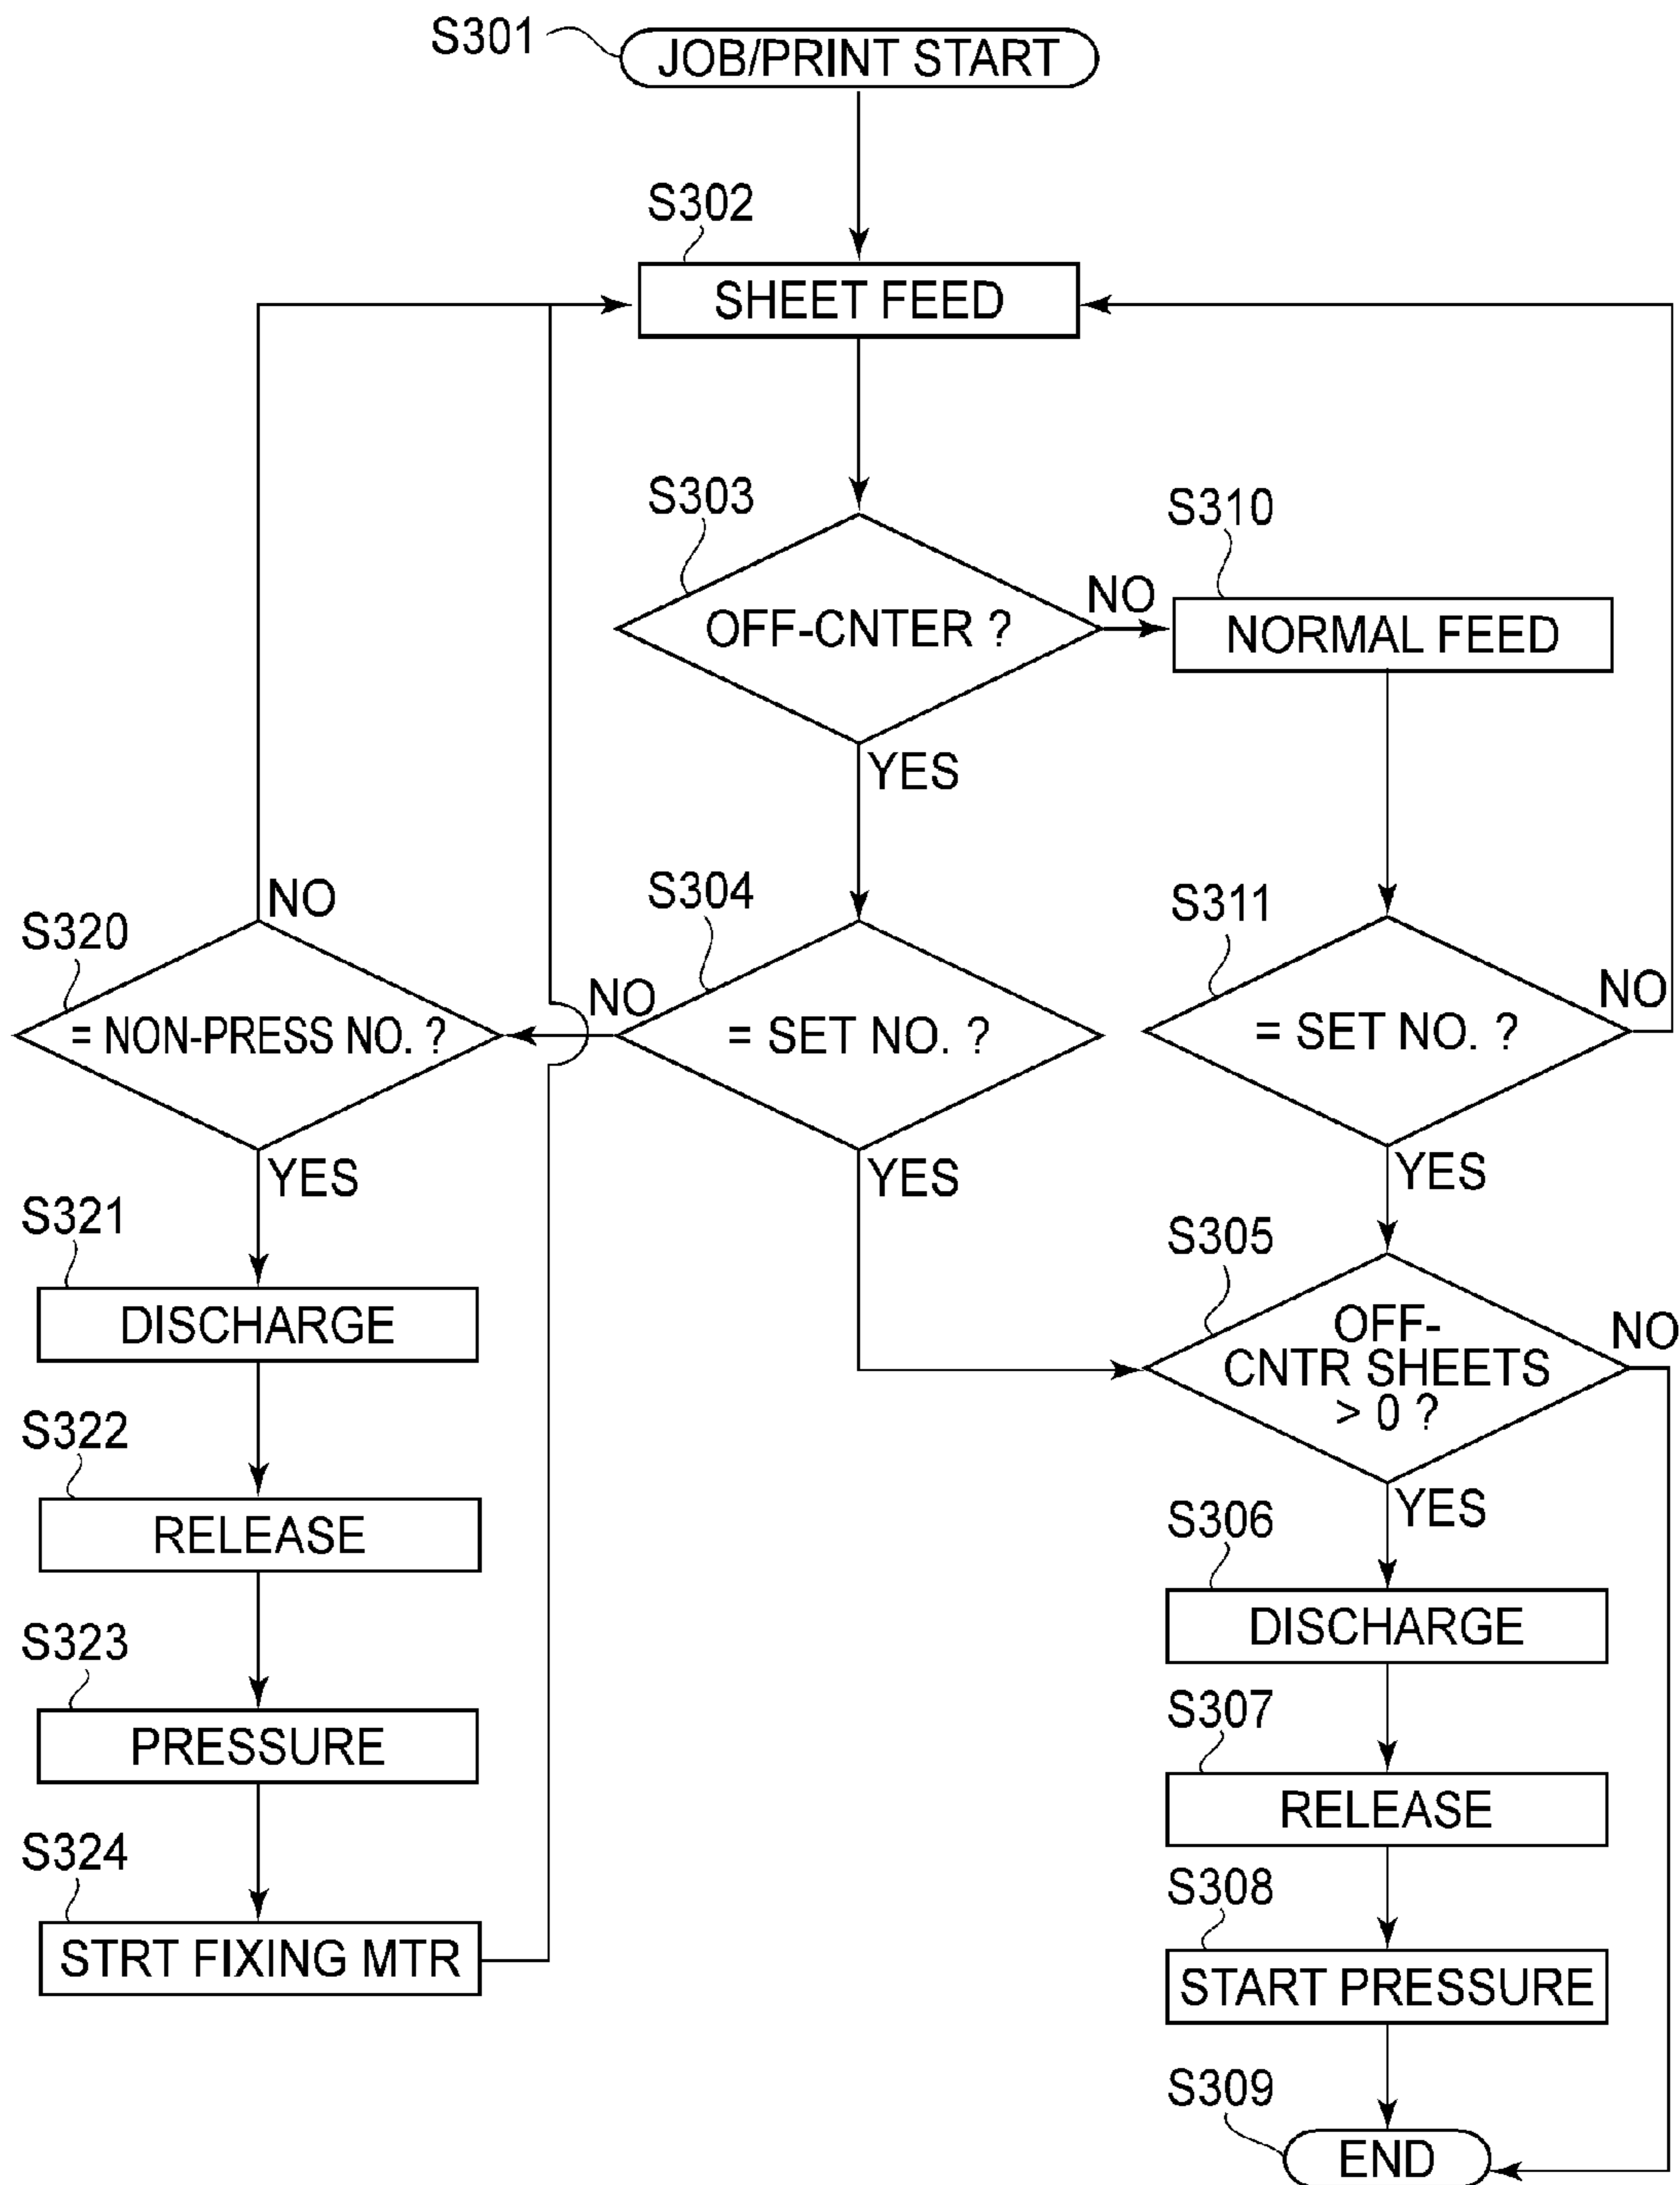 S301
JOB/PRINT START
S302
SHEET FEED
S303
OFF-CNTER ?
NO
YES
S310
NORMAL FEED
S304
= SET NO. ?
NO
YES
S311
= SET NO. ?
NO
YES
S320
= NON-PRESS NO. ?
NO
YES
S321
DISCHARGE
S322
RELEASE
S323
PRESSURE
S324
STRT FIXING MTR
S305
OFF-
CNTR SHEETS
> 0 ?
NO
YES
S306
DISCHARGE
S307
RELEASE
S308
START PRESSURE
S309
END